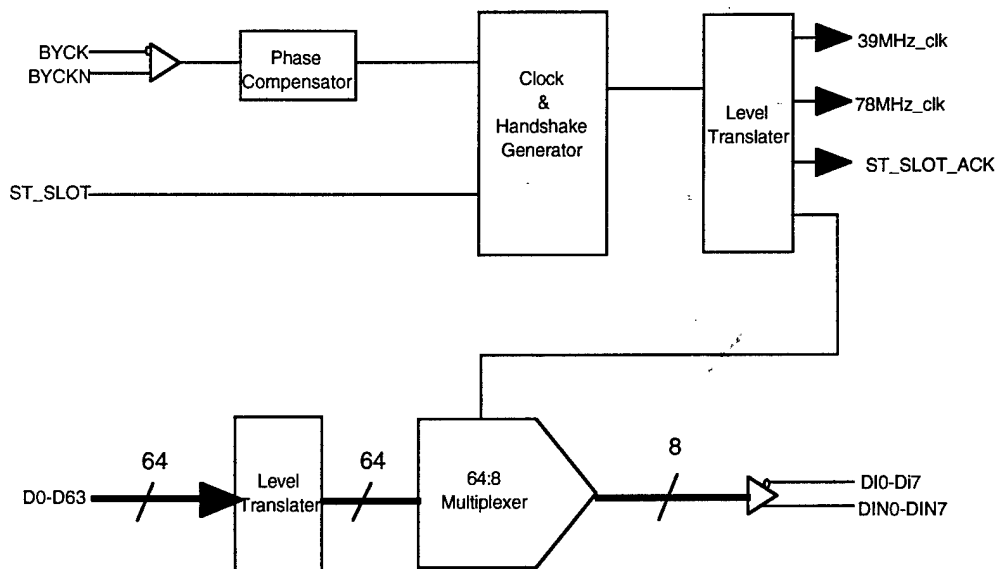 BYCK
BYCKN
Phase
Compensator
Clock
&
Handshake
Generator
Level
Translater
39MHz_clk
78MHz_clk
ST_SLOT_ACK
ST_SLOT
D0-D63
64
Level
Translater
64
64:8
Multiplexer
8
DI0-Di7
DIN0-DIN7